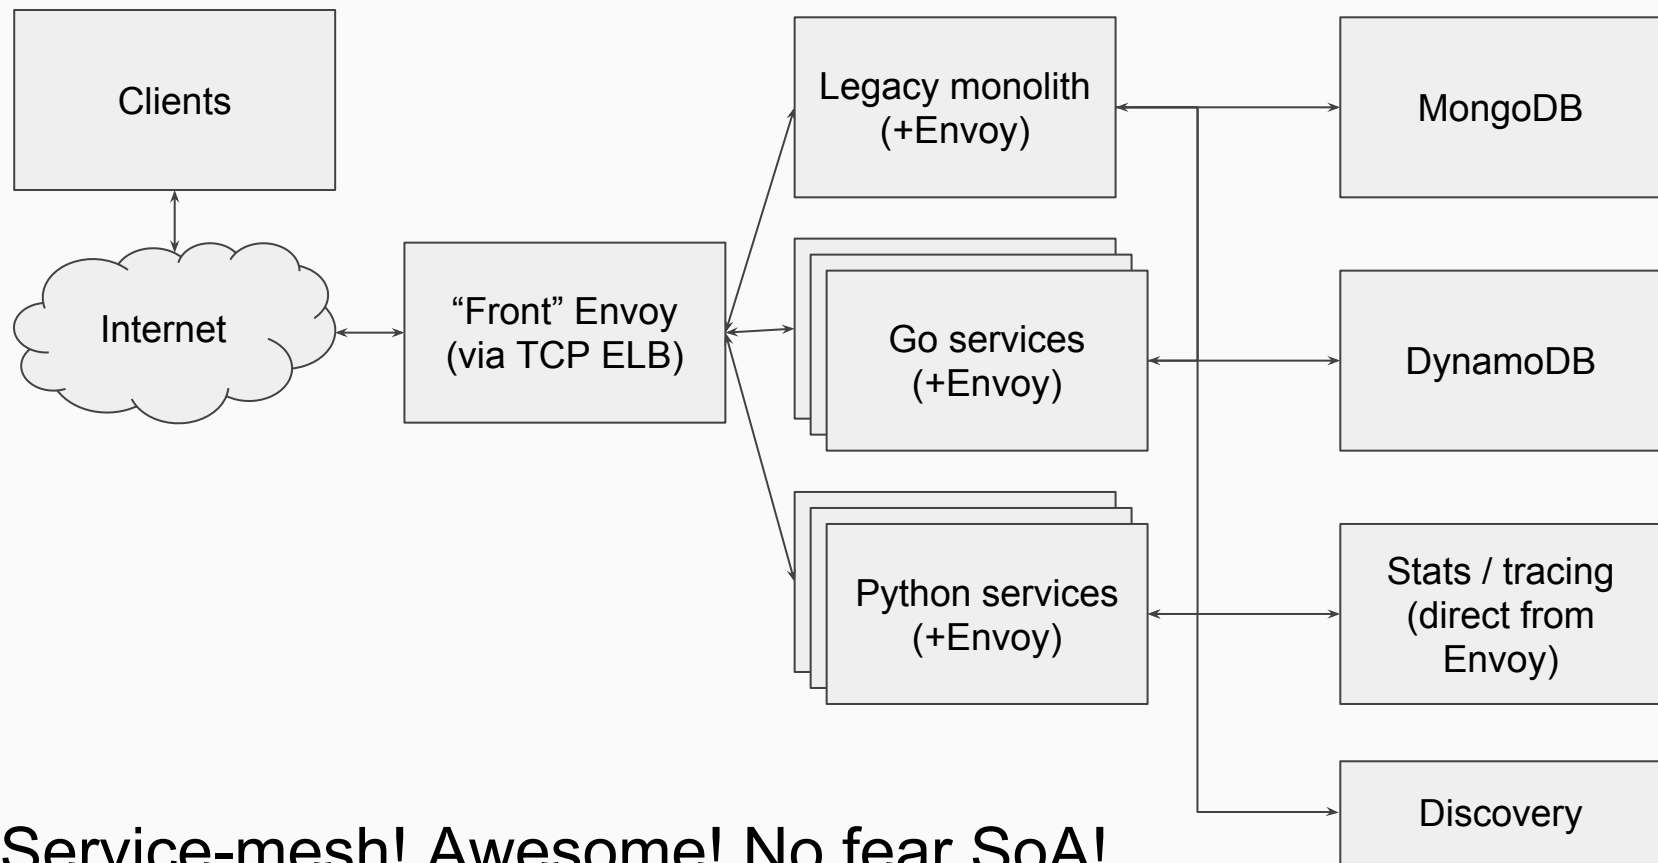 Clients
Internet
“Front” Envoy
(via TCP ELB)
Legacy monolith
(+Envoy)
Go services
(+Envoy)
Python services
(+Envoy)
MongoDB
DynamoDB
Stats / tracing
(direct from
Envoy)
Discovery
Service-mesh! Awesome! No fear SoA!